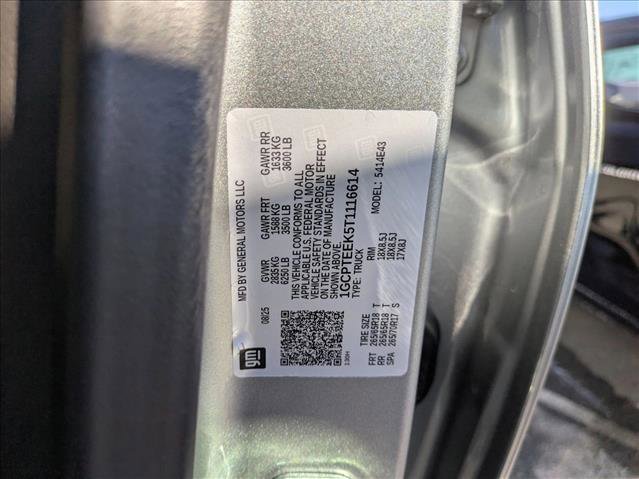 gm
MFD BY GENERAL MOTORS LLC
08/25 GVWR GAWR FRT GAWR RR
2835KG 1588 KG 1633 KG
6250 LB 3500 LB 3600 LB
THIS VEHICLE CONFORMS TO ALL
APPLICABLE U.S. FEDERAL MOTOR
VEHICLE SAFETY STANDARDS IN EFFECT
ON THE DATE OF MANUFACTURE
SHOWN ABOVE.
1GCPTEEK5T1116614
TYPE: TRUCK MODEL: 5414E43
TIRE SIZE RIM
FRT 265/65R18 T 18X8.5J
RR 265/65R18 T 18X8.5J
SPA 265/70R17 S 17X8J